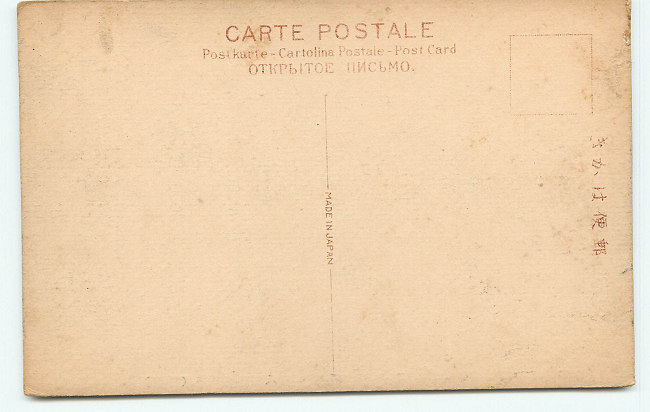 CARTE POSTALE
Postkarte - Cartolina Postale - Post Card
ОТКРЫТОЕ ПИСЬМО.
MADE IN JAPAN
きかは便郵